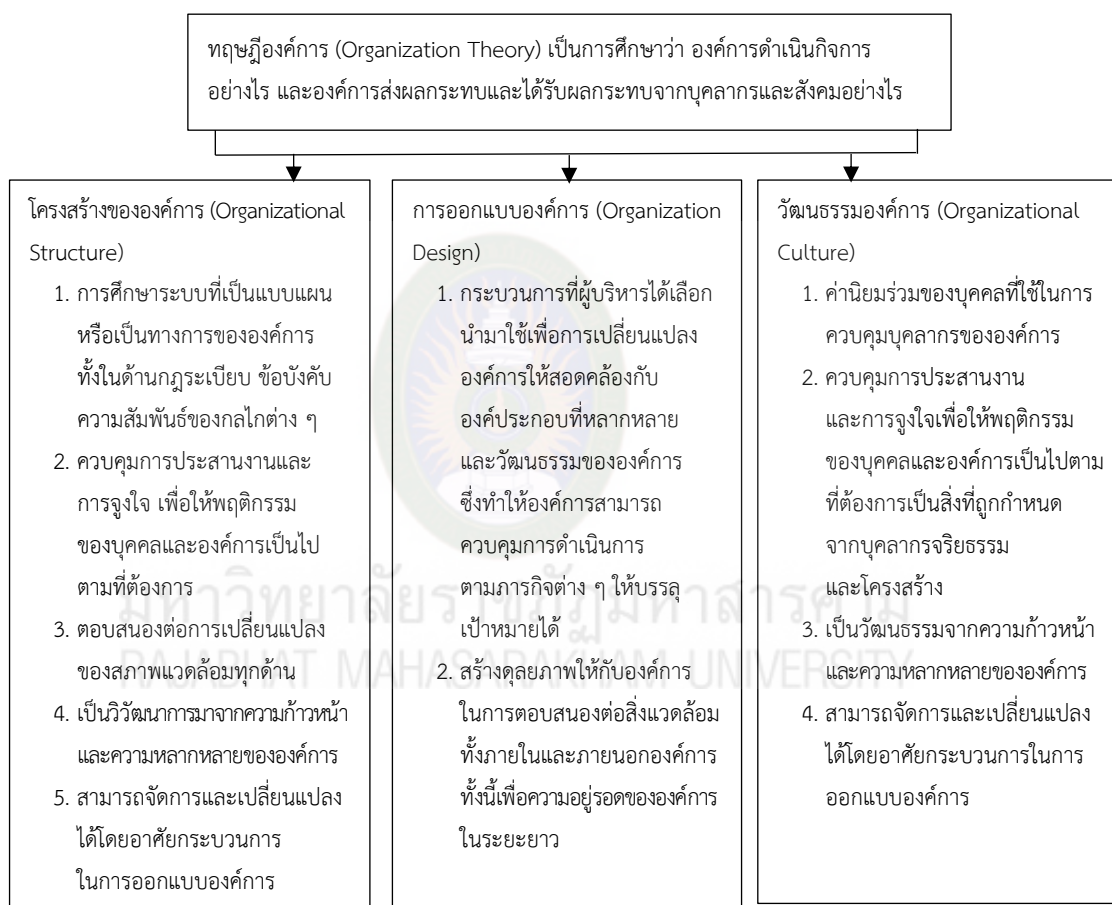 ทฤษฎีองค์การ (Organization Theory) เป็นการศึกษาว่า องค์การดำเนินกิจการ
อย่างไร และองค์การส่งผลกระทบและได้รับผลกระทบจากบุคลากรและสังคมอย่างไร
โครงสร้างขององค์การ (Organizational
Structure)
1. การศึกษาระบบที่เป็นแบบแผน
หรือเป็นทางการขององค์การ
ทั้งในด้านกฎระเบียบ ข้อบังคับ
ความสัมพันธ์ของกลไกต่าง ๆ
2. ควบคุมการประสานงานและ
การจูงใจ เพื่อให้พฤติกรรม
ของบุคคลและองค์การเป็นไป
ตามที่ต้องการ
3. ตอบสนองต่อการเปลี่ยนแปลง
ของสภาพแวดล้อมทุกด้าน
4. เป็นวิวัฒนาการมาจากความก้าวหน้า
และความหลากหลายขององค์การ
5. สามารถจัดการและเปลี่ยนแปลง
ได้โดยอาศัยกระบวนการ
ในการออกแบบองค์การ
การออกแบบองค์การ (Organization
Design)
1. กระบวนการที่ผู้บริหารได้เลือก
นำมาใช้เพื่อการเปลี่ยนแปลง
องค์การให้สอดคล้องกับ
องค์ประกอบที่หลากหลาย
และวัฒนธรรมขององค์การ
ซึ่งทำให้องค์การสามารถ
ควบคุมการดำเนินการ
ตามภารกิจต่าง ๆ ให้บรรลุ
เป้าหมายได้
2. สร้างดุลยภาพให้กับองค์การ
ในการตอบสนองต่อสิ่งแวดล้อม
ทั้งภายในและภายนอกองค์การ
ทั้งนี้เพื่อความอยู่รอดขององค์การ
ในระยะยาว
วัฒนธรรมองค์การ (Organizational
Culture)
1. ค่านิยมร่วมของบุคคลที่ใช้ในการ
ควบคุมบุคลากรขององค์การ
2. ควบคุมการประสานงาน
และการจูงใจเพื่อให้พฤติกรรม
ของบุคคลและองค์การเป็นไปตาม
ที่ต้องการเป็นสิ่งที่ถูกกำหนด
จากบุคลากรจริยธรรม
และโครงสร้าง
3. เป็นวัฒนธรรมจากความก้าวหน้า
และความหลากหลายขององค์การ
4. สามารถจัดการและเปลี่ยนแปลง
ได้โดยอาศัยกระบวนการในการ
ออกแบบองค์การ
มหาวิทยาลัยราชภัฏมหาสารคาม
RAJABHAT MAHASARAKHAM UNIVERSITY